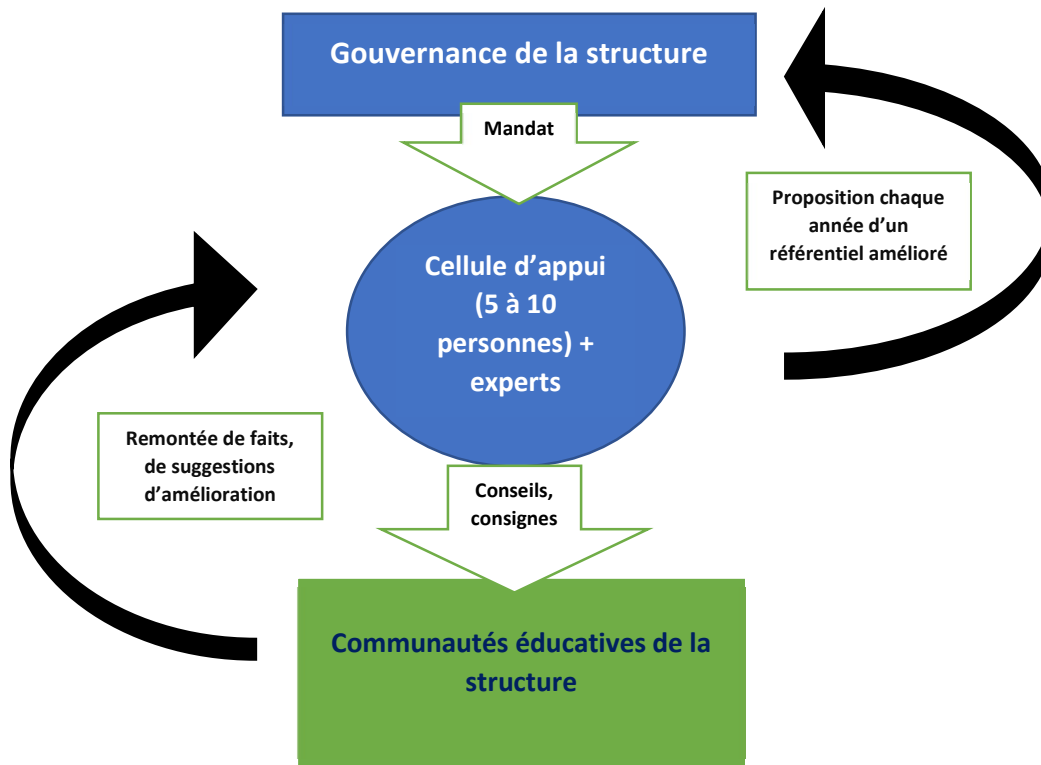 Gouvernance de la structure
Mandat
Proposition chaque
année d’un
référentiel amélioré
Cellule d’appui
(5 à 10
personnes) +
experts
Remontée de faits,
de suggestions
d’amélioration
Conseils,
consignes
Communautés éducatives de la
structure